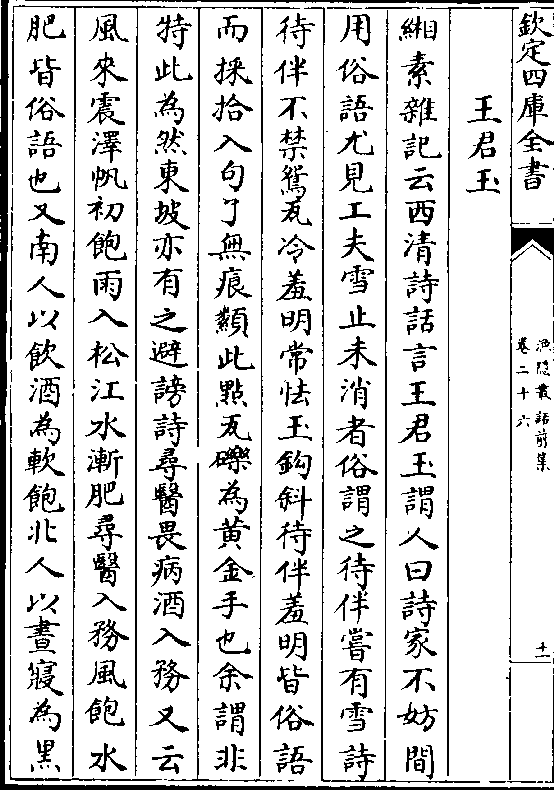 欽定四庫全書
漁隱叢話前集
卷二十六
十一
王君玉
緗素雜記云西清詩話言王君玉謂人曰詩家不妨間
用俗語尤見工夫雪止未消者俗謂之待伴嘗有雪詩
待伴不禁鴛瓦冷羞明常怯玉鈎斜待伴羞明皆俗語
而採拾入句了無痕纇此㸃瓦礫為黄金手也余謂非
特此為然東坡亦有之避謗詩尋醫畏病酒入務又云
風來震澤帆初飽雨入松江水漸肥尋醫入務風飽水
肥皆俗語也又南人以飲酒為軟飽北人以晝寢為黒